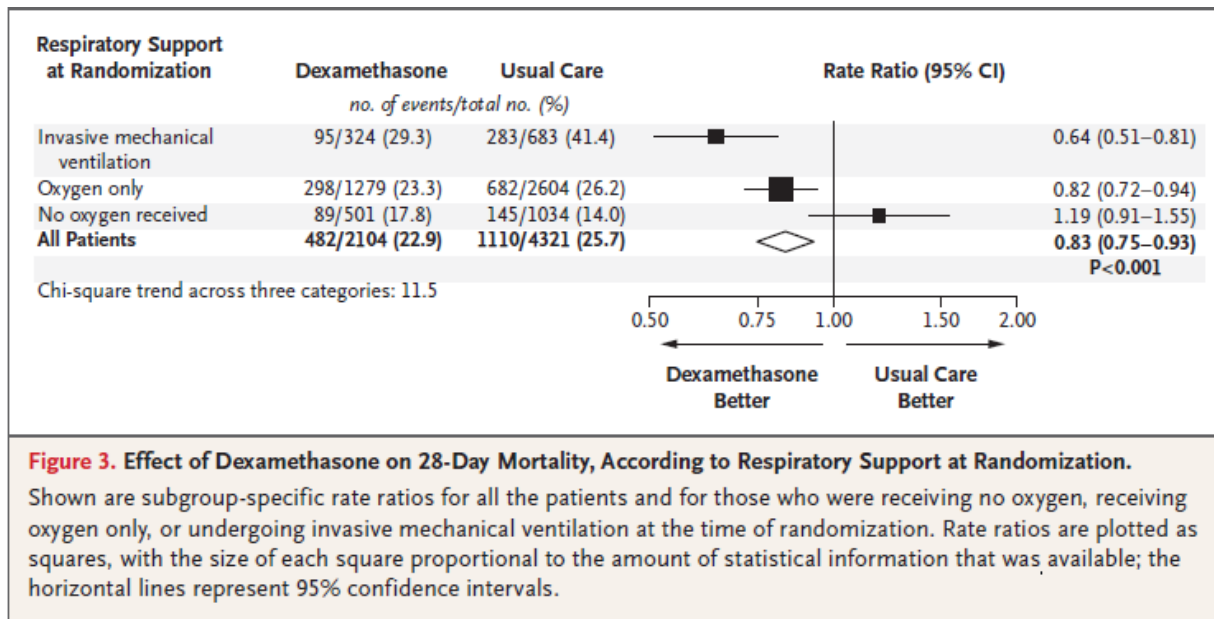 Respiratory Support
at Randomization Dexamethasone Usual Care Rate Ratio (95% CI)
no. of events/total no. (%)
Invasive mechanical 95/324 (29.3) 283/683 (41.4) 0.64 (0.51–0.81)
ventilation
Oxygen only 298/1279 (23.3) 682/2604 (26.2) 0.82 (0.72–0.94)
No oxygen received 89/501 (17.8) 145/1034 (14.0) 1.19 (0.91–1.55)
All Patients 482/2104 (22.9) 1110/4321 (25.7) 0.83 (0.75–0.93)
P<0.001
Chi-square trend across three categories: 11.5
0.50 0.75 1.00 1.50 2.00
Dexamethasone Usual Care
Better Better
Figure 3. Effect of Dexamethasone on 28-Day Mortality, According to Respiratory Support at Randomization.
Shown are subgroup-specific rate ratios for all the patients and for those who were receiving no oxygen, receiving
oxygen only, or undergoing invasive mechanical ventilation at the time of randomization. Rate ratios are plotted as
squares, with the size of each square proportional to the amount of statistical information that was available; the
horizontal lines represent 95% confidence intervals.